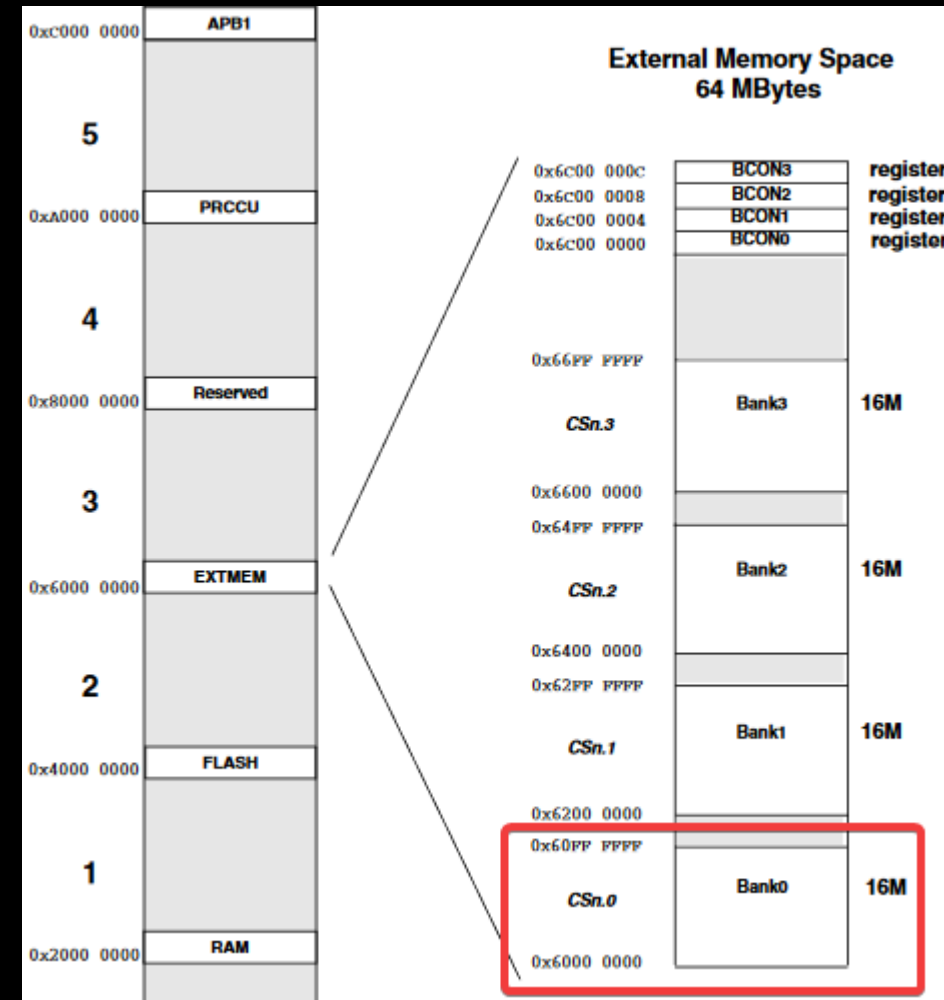 0xC000 0000
APB1
5
0xA000 0000
PRCCU
4
0x8000 0000
Reserved
3
0x6000 0000
EXTMEM
2
0x4000 0000
FLASH
1
0x2000 0000
RAM
External Memory Space
64 MBytes
0x6C00 000C BCON3 register
0x6C00 0008 BCON2 register
0x6C00 0004 BCON1 register
0x6C00 0000 BCON0 register
0x66FF FFFF
CSn.3 Bank3 16M
0x6600 0000
0x64FF FFFF
CSn.2 Bank2 16M
0x6400 0000
0x62FF FFFF
CSn.1 Bank1 16M
0x6200 0000
0x60FF FFFF
CSn.0 Bank0 16M
0x6000 0000